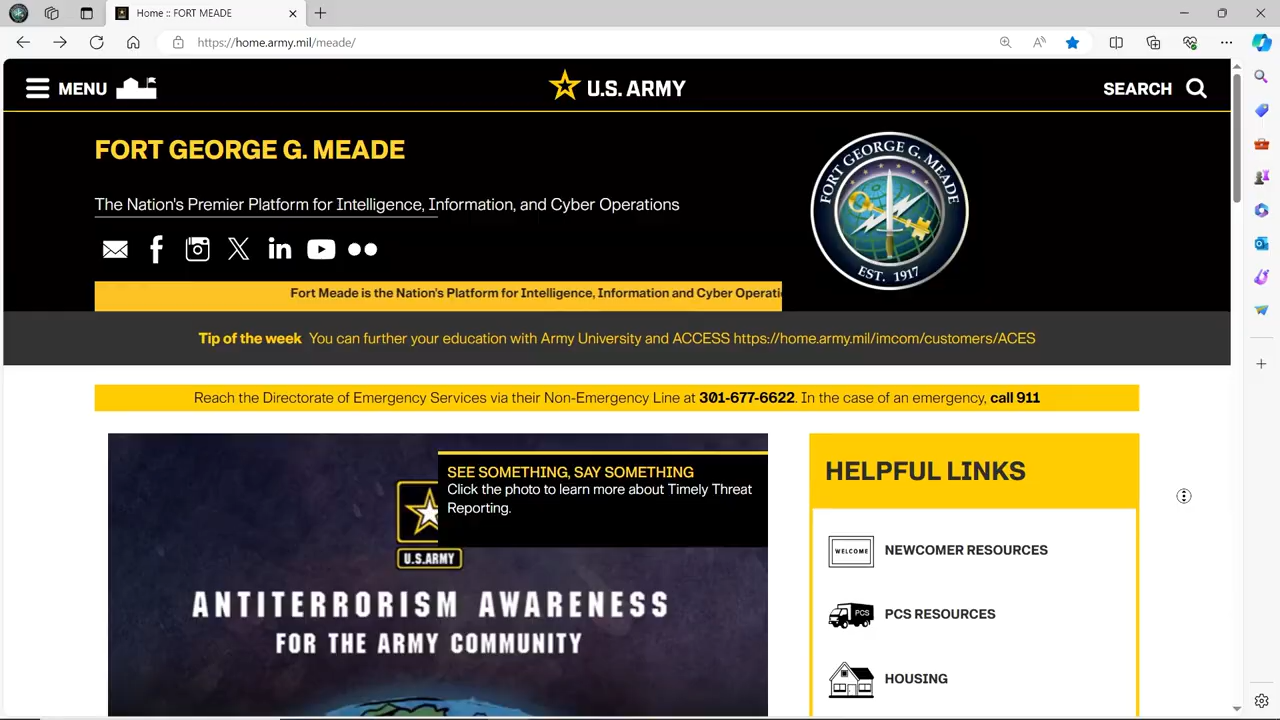 Home :: FORT MEADE
https://home.army.mil/meade/
MENU
U.S. ARMY
SEARCH
FORT GEORGE G. MEADE
The Nation's Premier Platform for Intelligence, Information, and Cyber Operations
FORT GEORGE G. MEADE
EST. 1917
Fort Meade is the Nation's Platform for Intelligence, Information and Cyber Operati
Tip of the week You can further your education with Army University and ACCESS https://home.army.mil/imcom/customers/ACES
Reach the Directorate of Emergency Services via their Non-Emergency Line at 301-677-6622. In the case of an emergency, call 911
SEE SOMETHING, SAY SOMETHING
Click the photo to learn more about Timely Threat
Reporting.
U.S.ARMY
ANTITERRORISM AWARENESS
FOR THE ARMY COMMUNITY
HELPFUL LINKS
WELCOME
NEWCOMER RESOURCES
PCS
PCS RESOURCES
HOUSING